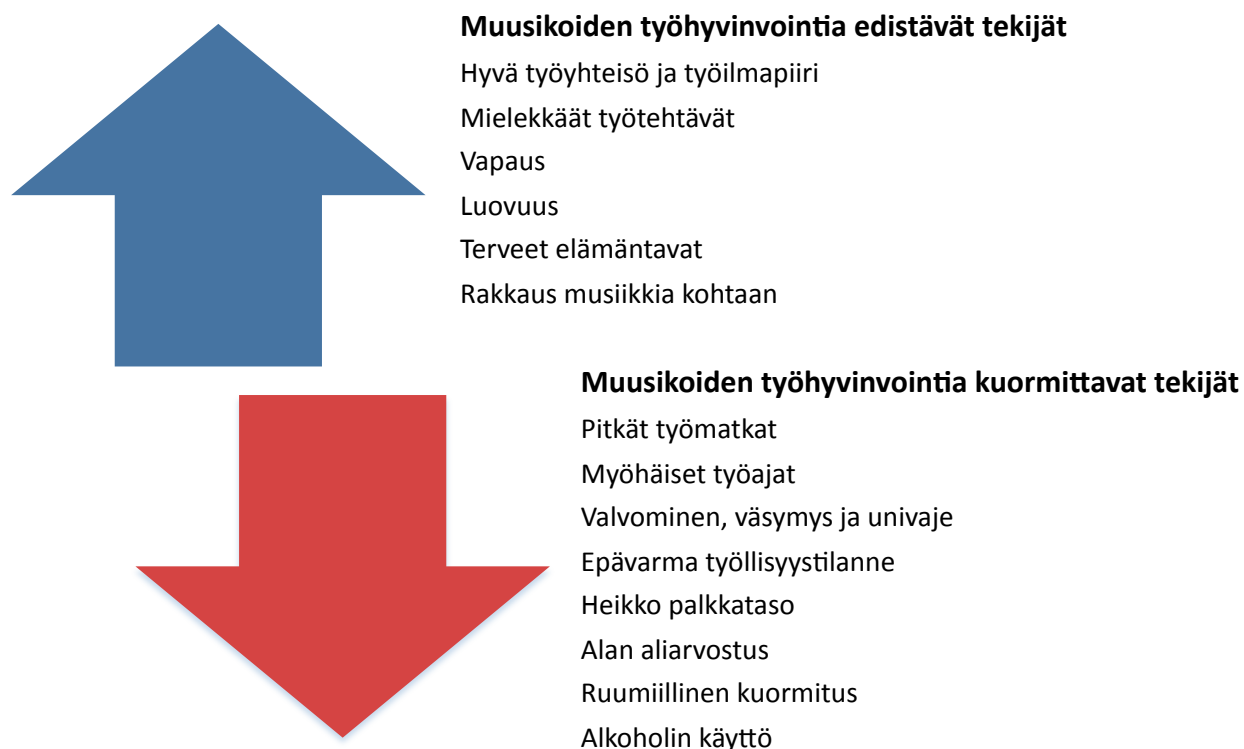 Muusikoiden työhyvinvointia edistävät tekijät
Hyvä työyhteisö ja työilmapiiri
Mielekkäät työtehtävät
Vapaus
Luovuus
Terveet elämäntavat
Rakkaus musiikkia kohtaan
Muusikoiden työhyvinvointia kuormittavat tekijät
Pitkät työmatkat
Myöhäiset työajat
Valvominen, väsymys ja univaje
Epävarma työllisyystilanne
Heikko palkkataso
Alan aliarvostus
Ruumiillinen kuormitus
Alkoholin käyttö